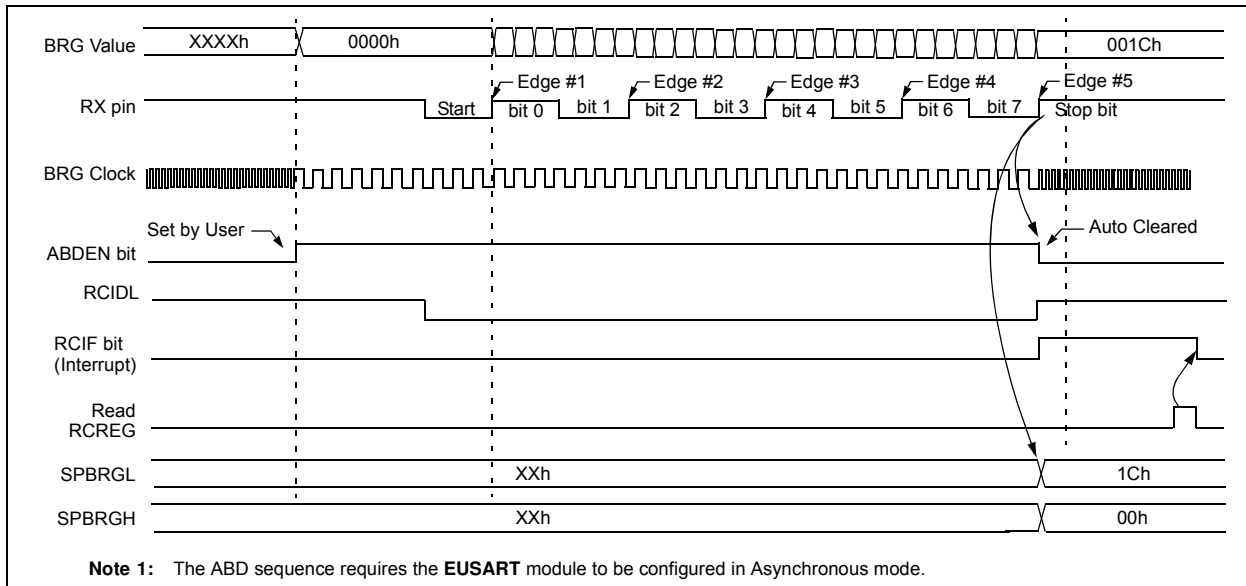 BRG Value XXXXh 0000h 001Ch
Edge #1 Edge #2 Edge #3 Edge #4 Edge #5
RX pin Start bit 0 bit 1 bit 2 bit 3 bit 4 bit 5 bit 6 bit 7 Stop bit
BRG Clock
Set by User Auto Cleared
ABDEN bit
RCIDL
RCIF bit
(Interrupt)
Read
RCREG
SPBRGL XXh 1Ch
SPBRGH XXh 00h
Note 1: The ABD sequence requires the EUSART module to be configured in Asynchronous mode.